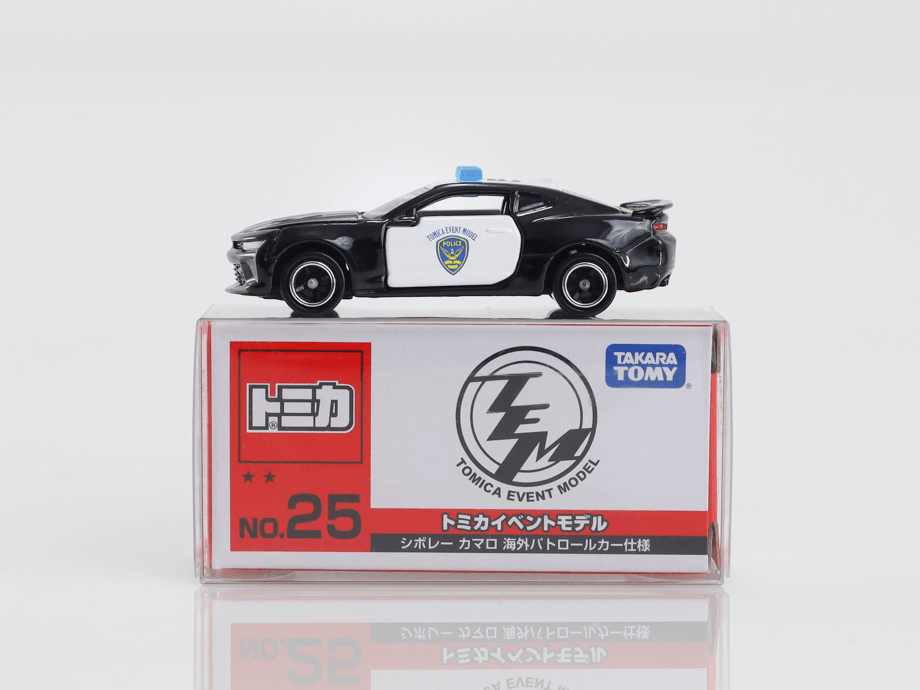 TOMICA EVENT MODEL
POLICE
トミカ®
★★
NO.25
TEM
TOMICA EVENT MODEL
TAKARA
TOMY®
トミカイベントモデル
シボレー カマロ 海外パトロールカー仕様